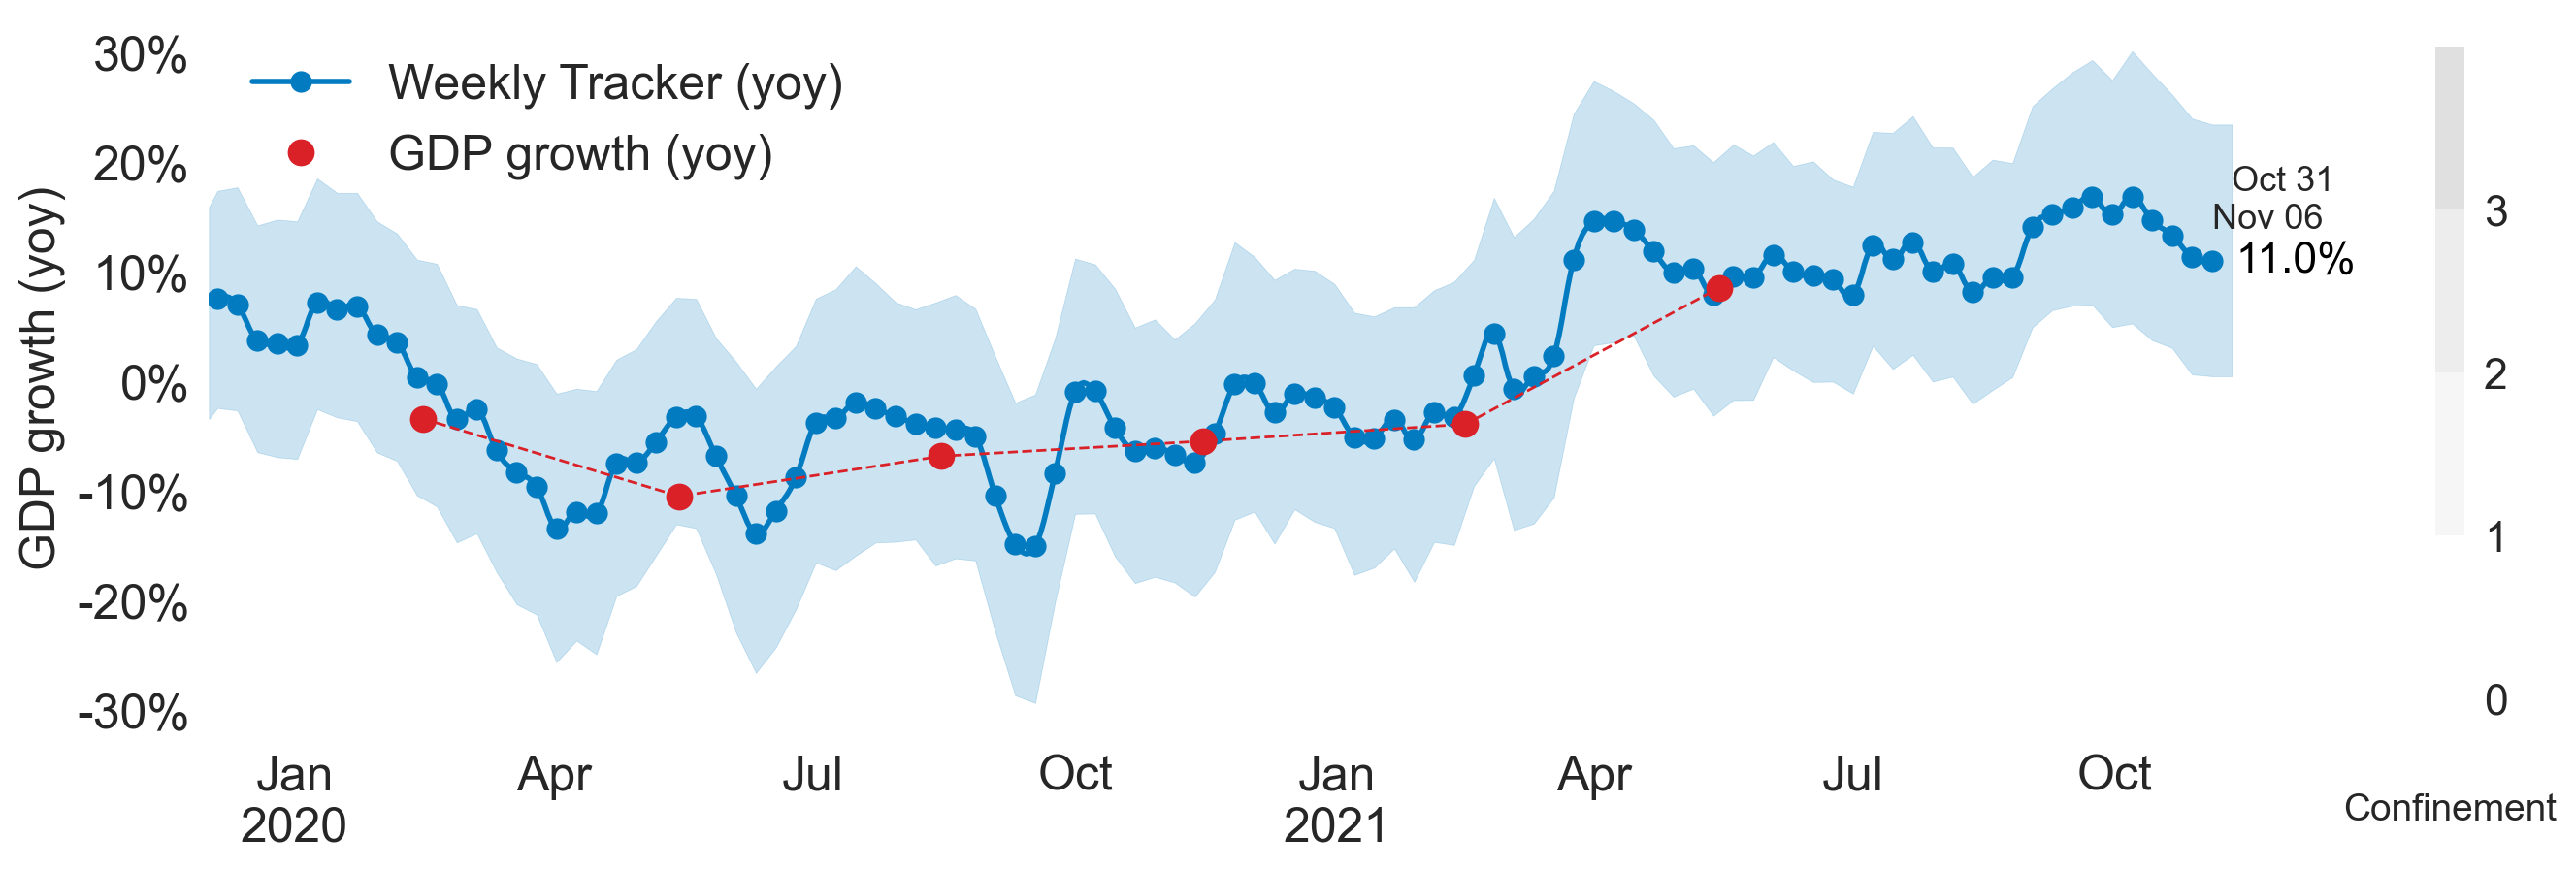 30%
20%
10%
0%
-10%
-20%
-30%
GDP growth (yoy)
Weekly Tracker (yoy)
GDP growth (yoy)
Oct 31
Nov 06
11.0%
3
2
1
0
Jan Apr Jul Oct Jan Apr Jul Oct
2020 2021
Confinement